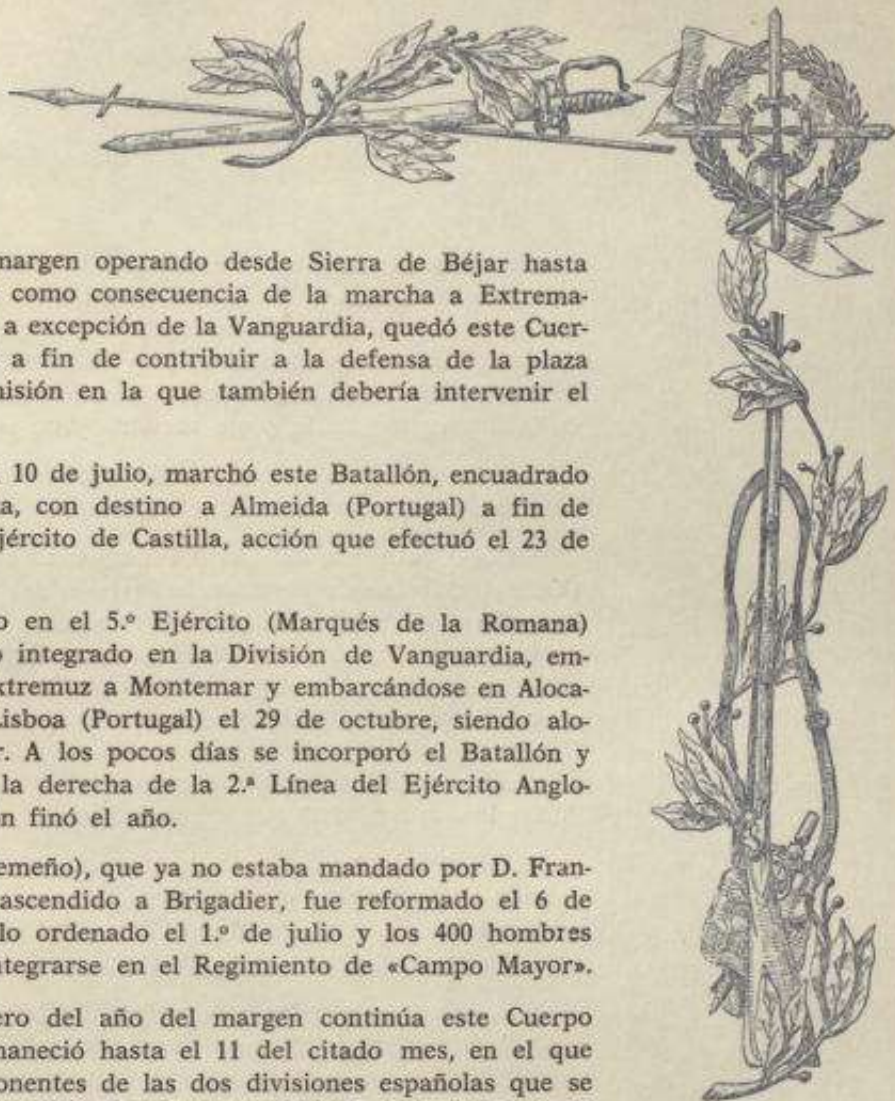 margen operando desde Sierra de Béjar hasta
como consecuencia de la marcha a Extrema-
a excepción de la Vanguardia, quedó este Cuer-
a fin de contribuir a la defensa de la plaza
misión en la que también debería intervenir el
10 de julio, marchó este Batallón, encuadrado
con destino a Almeida (Portugal) a fin de
Ejército de Castilla, acción que efectuó el 23 de
en el 5.º Ejército (Marqués de la Romana)
integrado en la División de Vanguardia, em-
Extremuz a Montemar y embarcándose en Aloca-
Lisboa (Portugal) el 29 de octubre, siendo alo-
A los pocos días se incorporó el Batallón y
la derecha de la 2.ª Línea del Ejército Anglo-
finó el año.
que ya no estaba mandado por D. Fran-
ascendido a Brigadier, fue reformado el 6 de
lo ordenado el 1.º de julio y los 400 hombres
integrarse en el Regimiento de «Campo Mayor».
del año del margen continúa este Cuerpo
hasta el 11 del citado mes, en el que
de las dos divisiones españolas que se